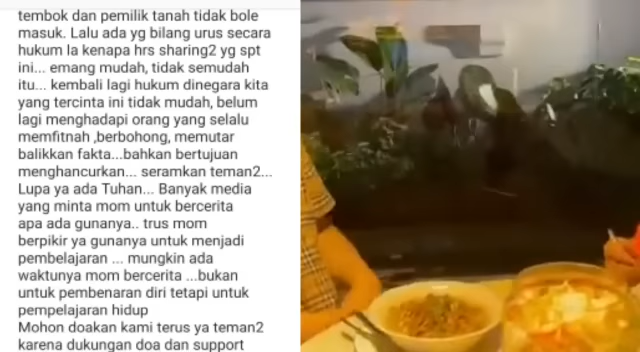 tembok dan pemilik tanah tidak bole
masuk. Lalu ada yg bilang urus secara
hukum la kenapa hrs sharing2 yg spt
ini... emang mudah, tidak semudah
itu... kembali lagi hukum dinegara kita
yang tercinta ini tidak mudah, belum
lagi menghadapi orang yang selalu
memfitnah ,berbohong, memutar
balikkan fakta...bahkan bertujuan
menghancurkan... seramkan teman2...
Lupa ya ada Tuhan... Banyak media
yang minta mom untuk bercerita
apa ada gunanya.. trus mom
berpikir ya gunanya untuk menjadi
pembelajaran ... mungkin ada
waktunya mom bercerita ...bukan
untuk pembenaran diri tetapi untuk
pempelajaran hidup
Mohon doakan kami terus ya teman2
karena dukungan doa dan support